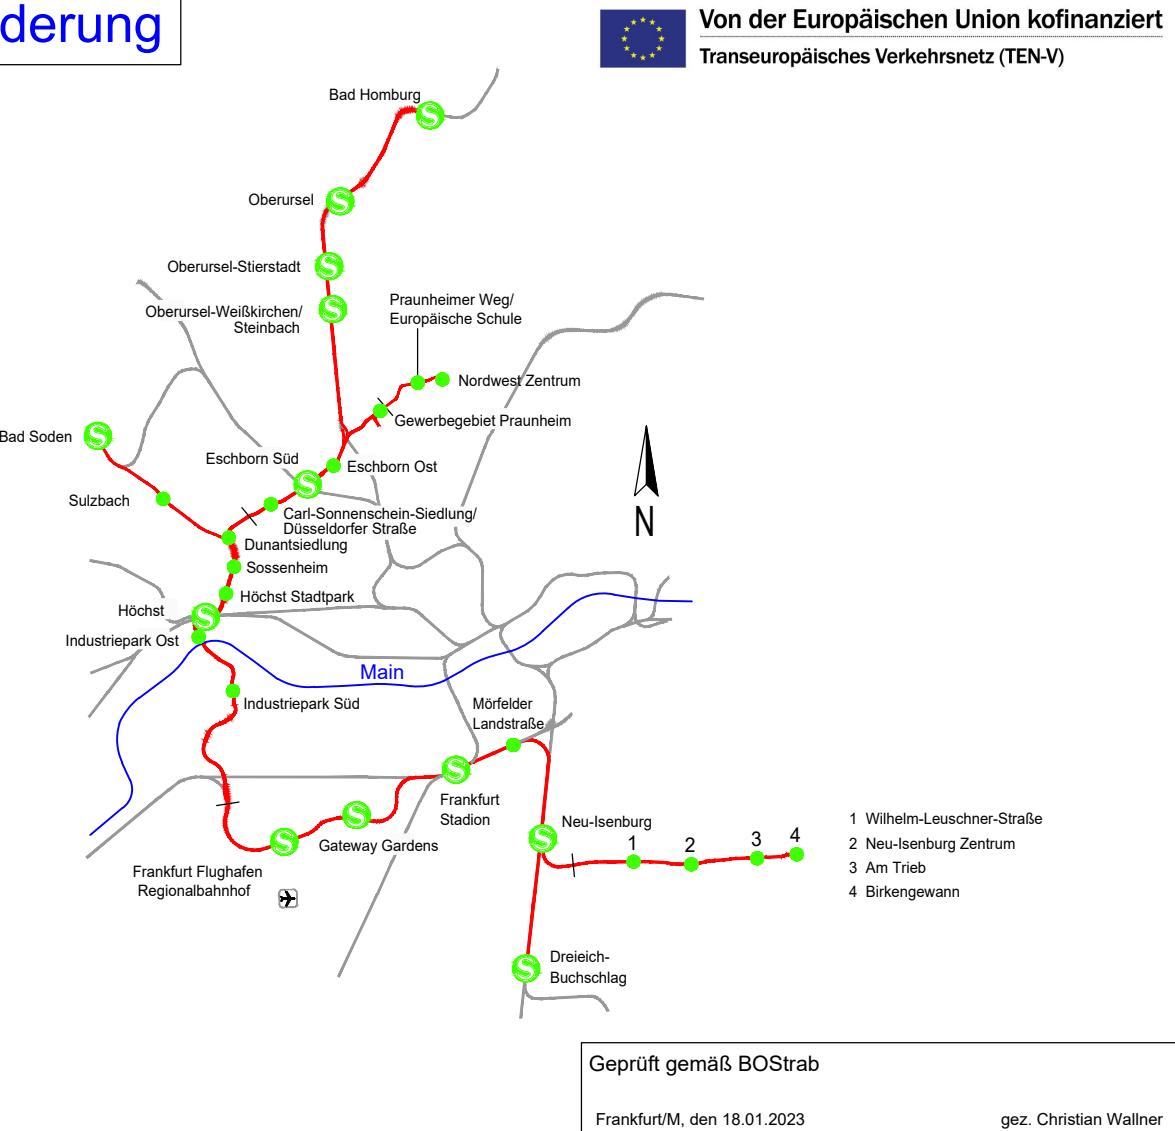 derung
Von der Europäischen Union kofinanziert
Transeuropäisches Verkehrsnetz (TEN-V)
Bad Homburg
Oberursel
Oberursel-Stierstadt
Oberursel-Weißkirchen/
Steinbach
Praunheimer Weg/
Europäische Schule
Nordwest Zentrum
Gewerbegebiet Praunheim
Bad Soden
Eschborn Süd
Eschborn Ost
Sulzbach
Carl-Sonnenschein-Siedlung/
Düsseldorfer Straße
N
Dunantsiedlung
Sossenheim
Höchst Stadtpark
Höchst
Industriepark Ost
Main
Industriepark Süd
Mörfelder
Landstraße
Frankfurt
Stadion
Neu-Isenburg
Gateway Gardens
Frankfurt Flughafen
Regionalbahnhof
1
2
3
4
1 Wilhelm-Leuschner-Straße
2 Neu-Isenburg Zentrum
3 Am Trieb
4 Birkengewann
Dreieich-
Buchschlag
S
S
S
S
S
S
S
S
S
S
S
S
Geprüft gemäß BOStrab
Frankfurt/M, den 18.01.2023
gez. Christian Wallner